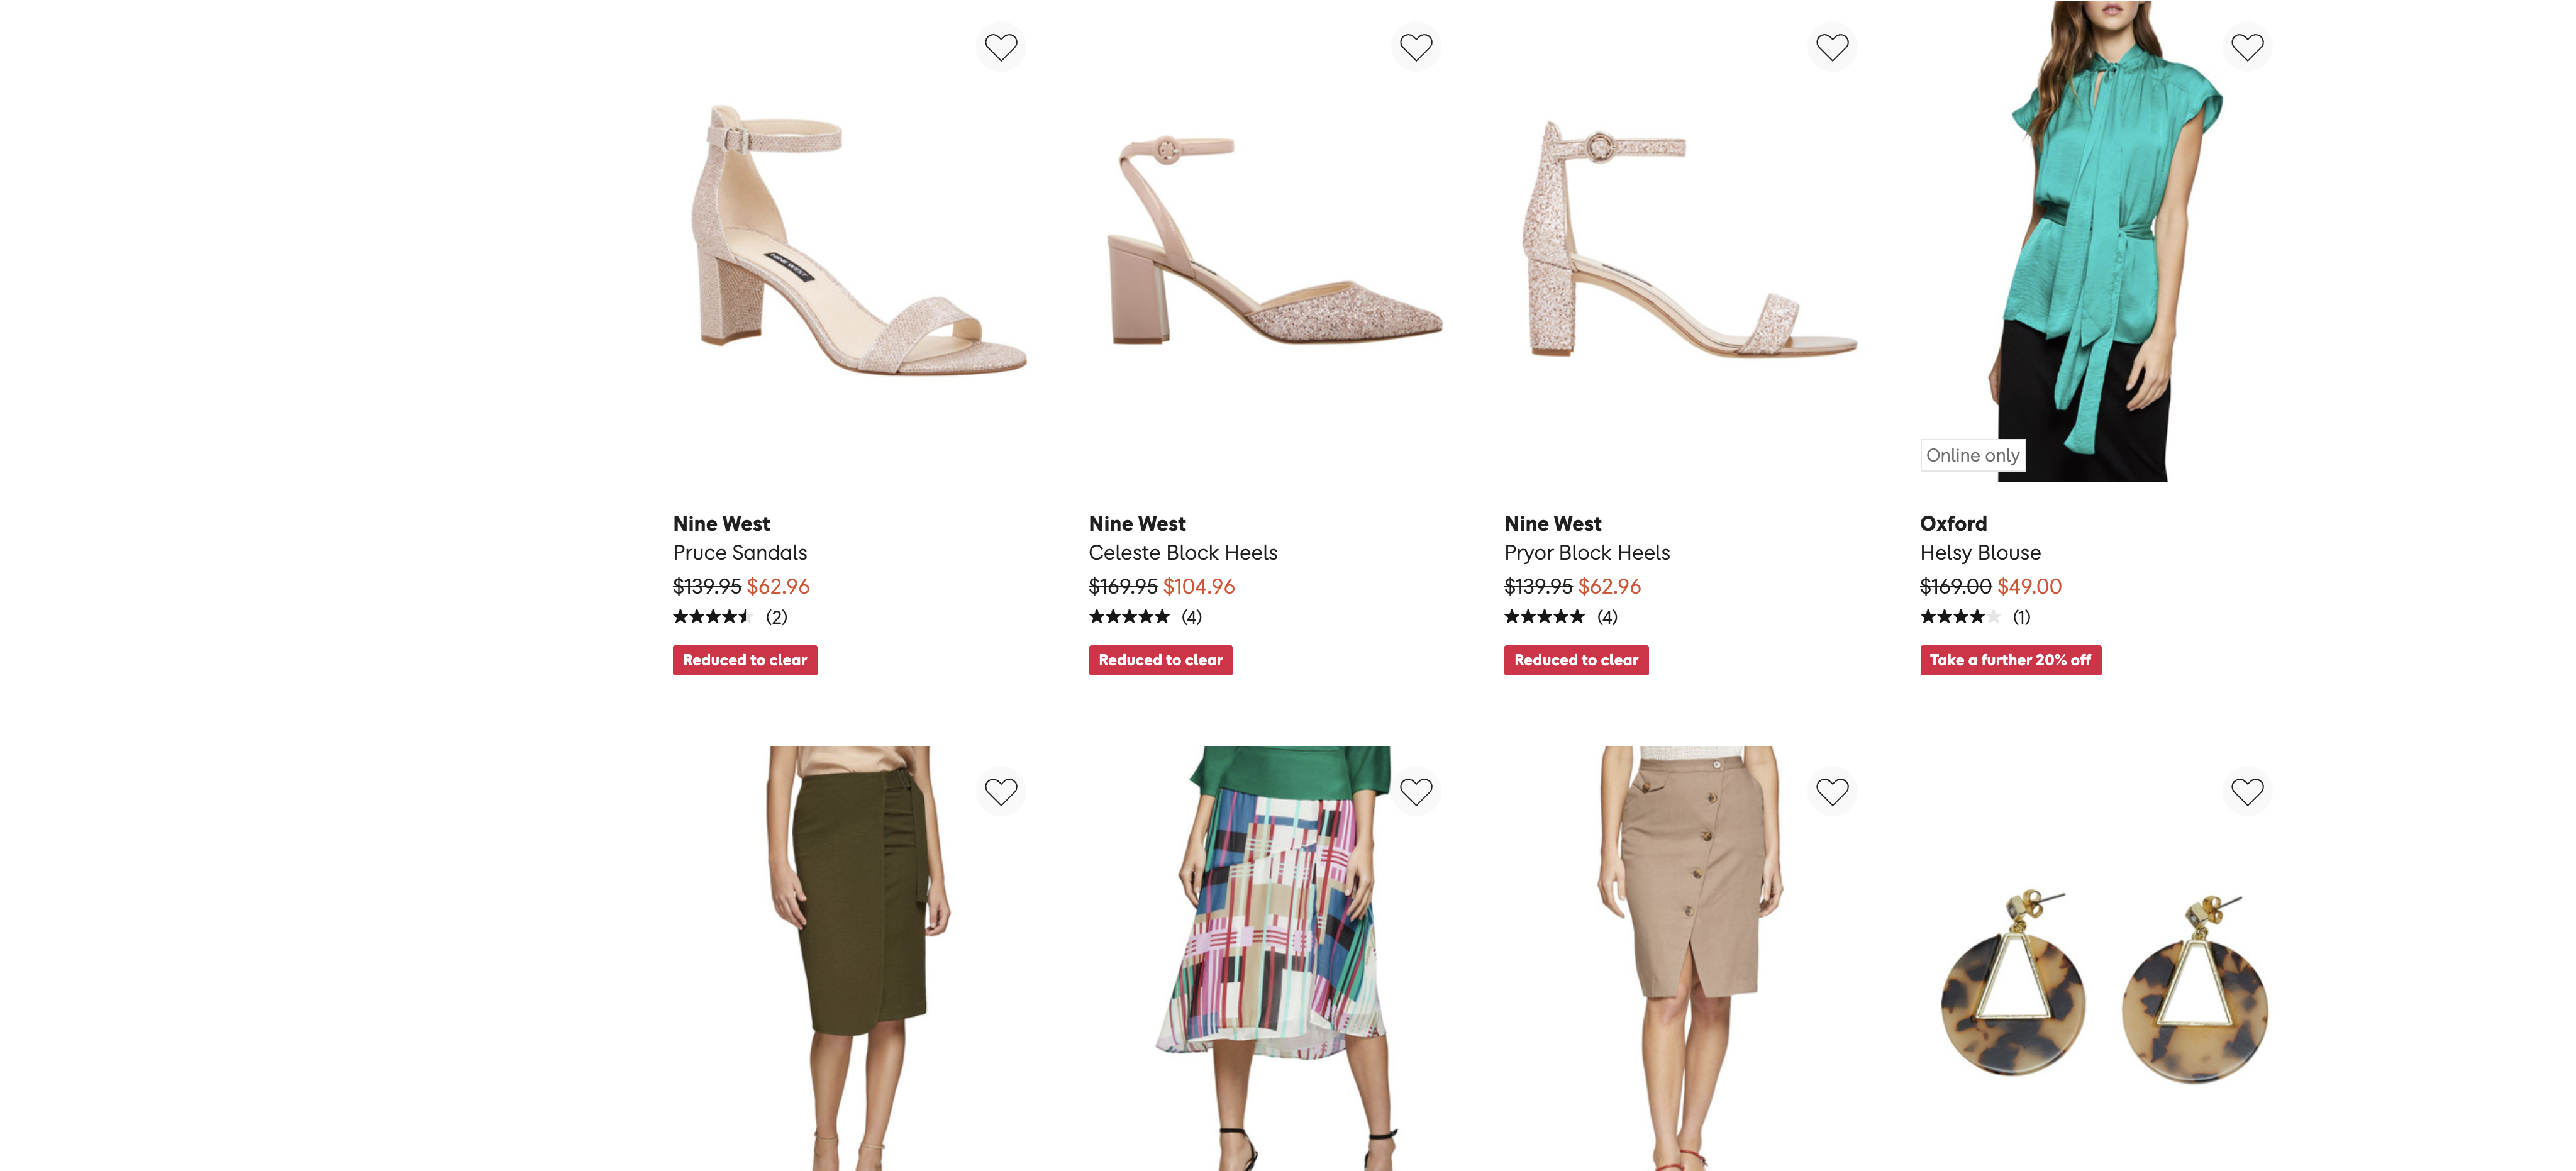 NINE WEST
Online only
Nine West
Pruce Sandals
$139.95 $62.96
(2)
Reduced to clear
Nine West
Celeste Block Heels
$169.95 $104.96
(4)
Reduced to clear
Nine West
Pryor Block Heels
$139.95 $62.96
(4)
Reduced to clear
Oxford
Helsy Blouse
$169.00 $49.00
(1)
Take a further 20% off